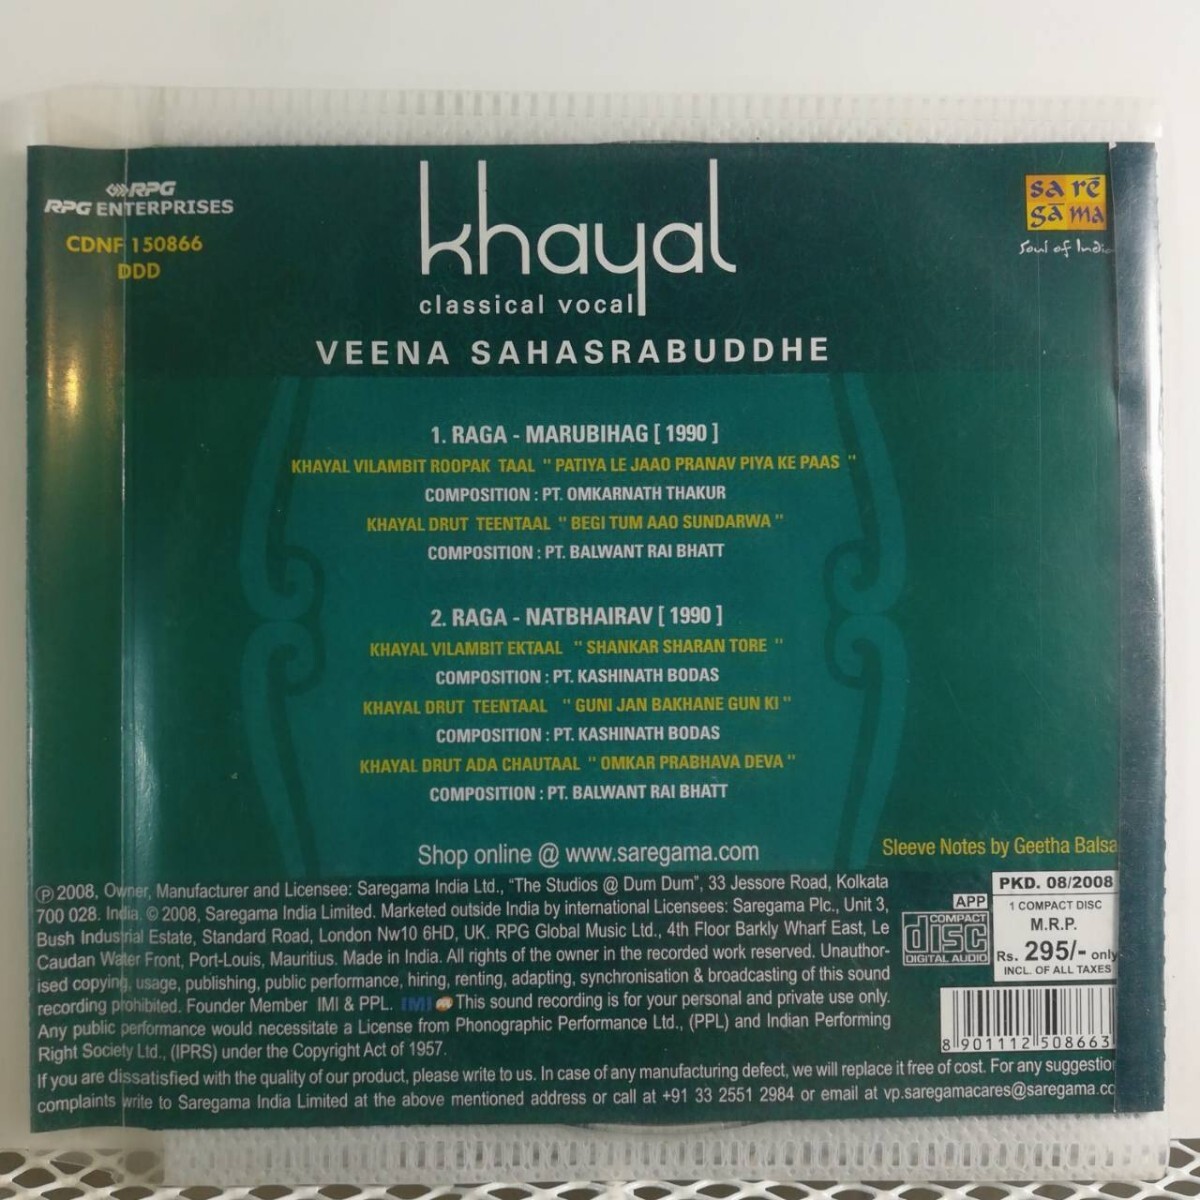 RPG
RPG ENTERPRISES
CDNF 150866
DDD
khayal
classical vocal
sa rē
gā ma
Soul of India
VEENA SAHASRABUDDHE
1. RAGA - MARUBIHAG [ 1990 ]
KHAYAL VILAMBIT ROOPAK TAAL " PATIYA LE JAAO PRANAV PIYA KE PAAS "
COMPOSITION : PT. OMKARNATH THAKUR
KHAYAL DRUT TEENTAAL " BEGI TUM AAO SUNDARWA "
COMPOSITION : PT. BALWANT RAI BHATT
2. RAGA - NATBHAIRAV [ 1990 ]
KHAYAL VILAMBIT EKTAAL " SHANKAR SHARAN TORE "
COMPOSITION : PT. KASHINATH BODAS
KHAYAL DRUT TEENTAAL " GUNI JAN BAKHANE GUN KI "
COMPOSITION : PT. KASHINATH BODAS
KHAYAL DRUT ADA CHAUTAAL " OMKAR PRABHAVA DEVA "
COMPOSITION : PT. BALWANT RAI BHATT
Shop online @ www.saregama.com
Sleeve Notes by Geetha Balsa
℗ 2008, Owner, Manufacturer and Licensee: Saregama India Ltd., "The Studios @ Dum Dum", 33 Jessore Road, Kolkata
700 028. India. © 2008, Saregama India Limited. Marketed outside India by international Licensees: Saregama Plc., Unit 3,
Bush Industrial Estate, Standard Road, London Nw10 6HD, UK. RPG Global Music Ltd., 4th Floor Barkly Wharf East, Le
Caudan Water Front, Port-Louis, Mauritius. Made in India. All rights of the owner in the recorded work reserved. Unauthor-
ised copying, usage, publishing, public performance, hiring, renting, adapting, synchronisation & broadcasting of this sound
recording prohibited. Founder Member IMI & PPL. IMI This sound recording is for your personal and private use only.
Any public performance would necessitate a License from Phonographic Performance Ltd., (PPL) and Indian Performing
Right Society Ltd., (IPRS) under the Copyright Act of 1957.
If you are dissatisfied with the quality of our product, please write to us. In case of any manufacturing defect, we will replace it free of cost. For any suggestion
complaints write to Saregama India Limited at the above mentioned address or call at +91 33 2551 2984 or email at vp.saregamacares@saregama.co
APP
COMPACT
disc
DIGITAL AUDIO
PKD. 08/2008
1 COMPACT DISC
M.R.P.
Rs. 295/- only
INCL. OF ALL TAXES
8 901112 508663